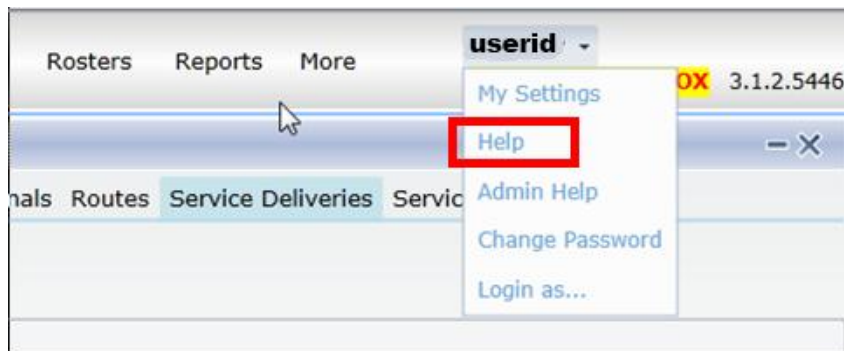 Rosters Reports More userid
OX 3.1.2.5446
My Settings
Help
nals Routes Service Deliveries Servic
Admin Help
Change Password
Login as...